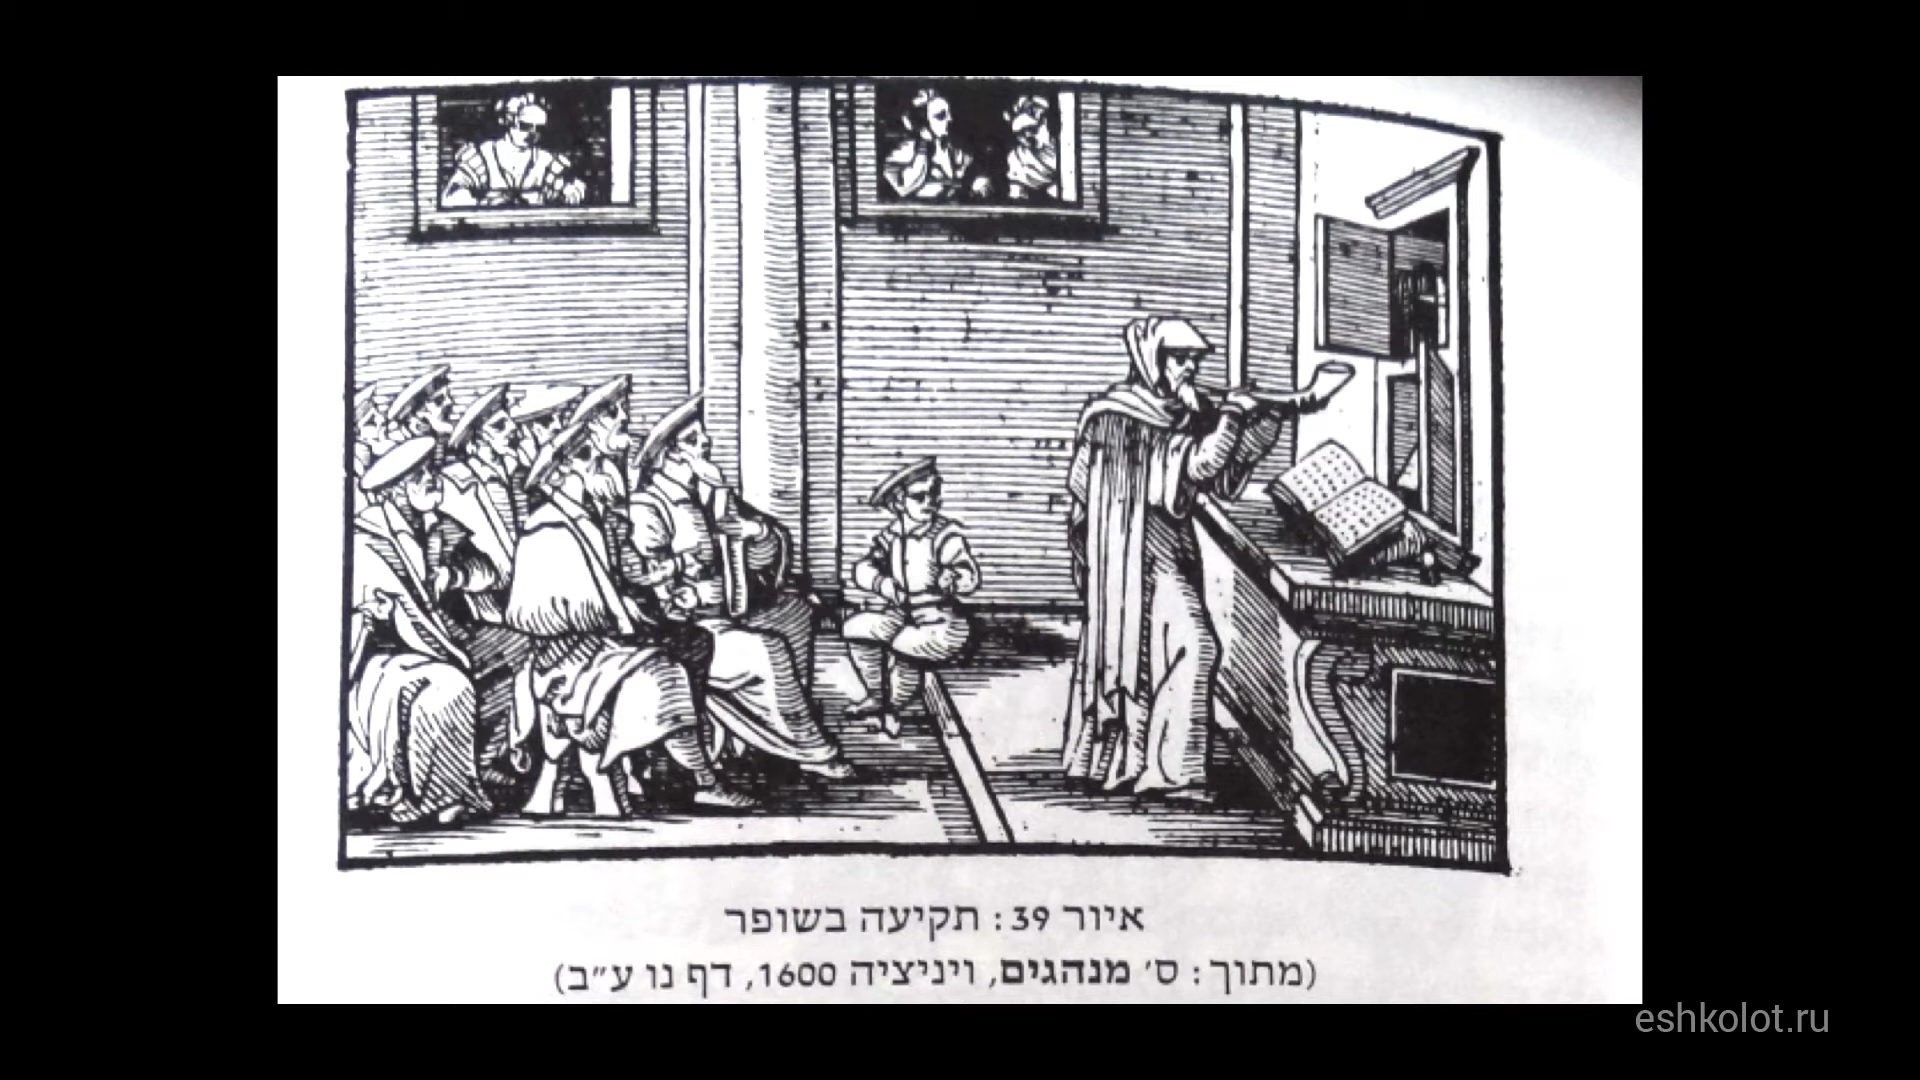 איור 39: תקיעה בשופר
(מתוך: ס׳ מנהגים, ויניציה 1600, דף נו ע״ב)
eshkolot.ru